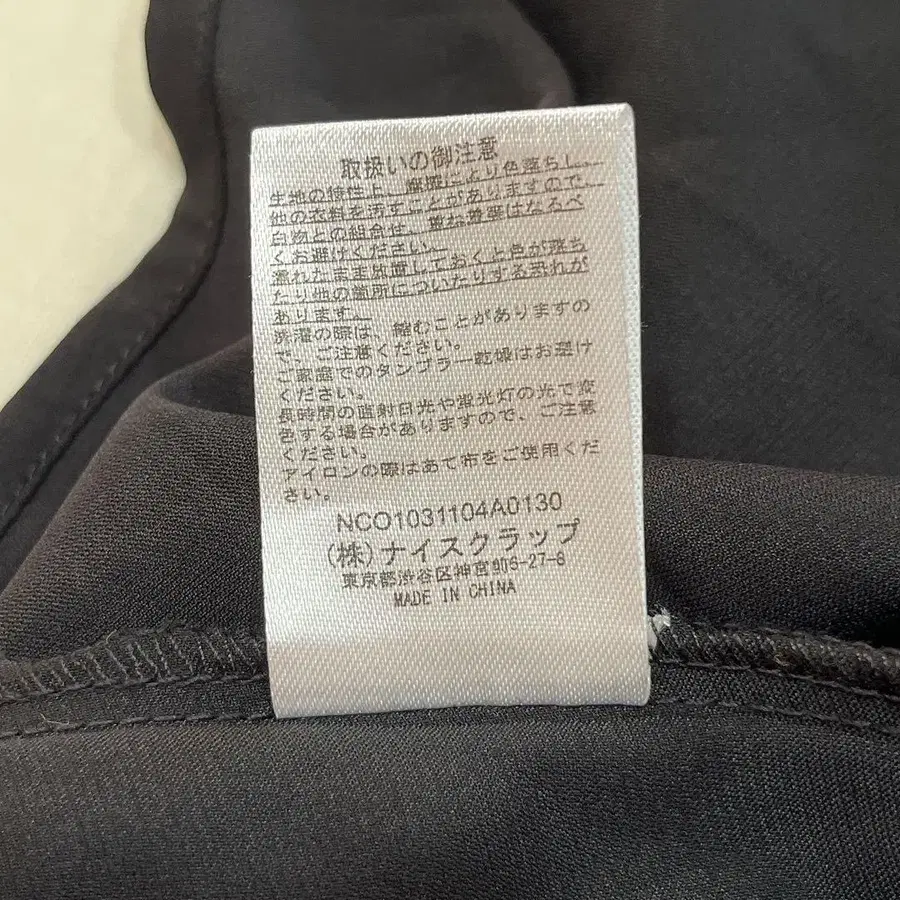 取扱いの御注意
生地の特性上、摩擦により色落ちし、
他の衣料を汚すことがありますので、
白物との組合せ、重ね着等はなるべ
くお避けください。
濡れたまま放置しておくと色が落ち
たり他の箇所についたりする恐れが
あります。
洗濯の際は、縮むことがありますの
で、ご注意ください。
ご家庭でのタンブラー乾燥はお避け
ください。
長時間の直射日光や蛍光灯の光で変
色する場合がありますので、ご注意
ください。
アイロンの際はあて布をご使用くだ
さい。
NCO1031104A0130
(株)ナイスクラップ
東京都渋谷区神宮前6-27-8
MADE IN CHINA